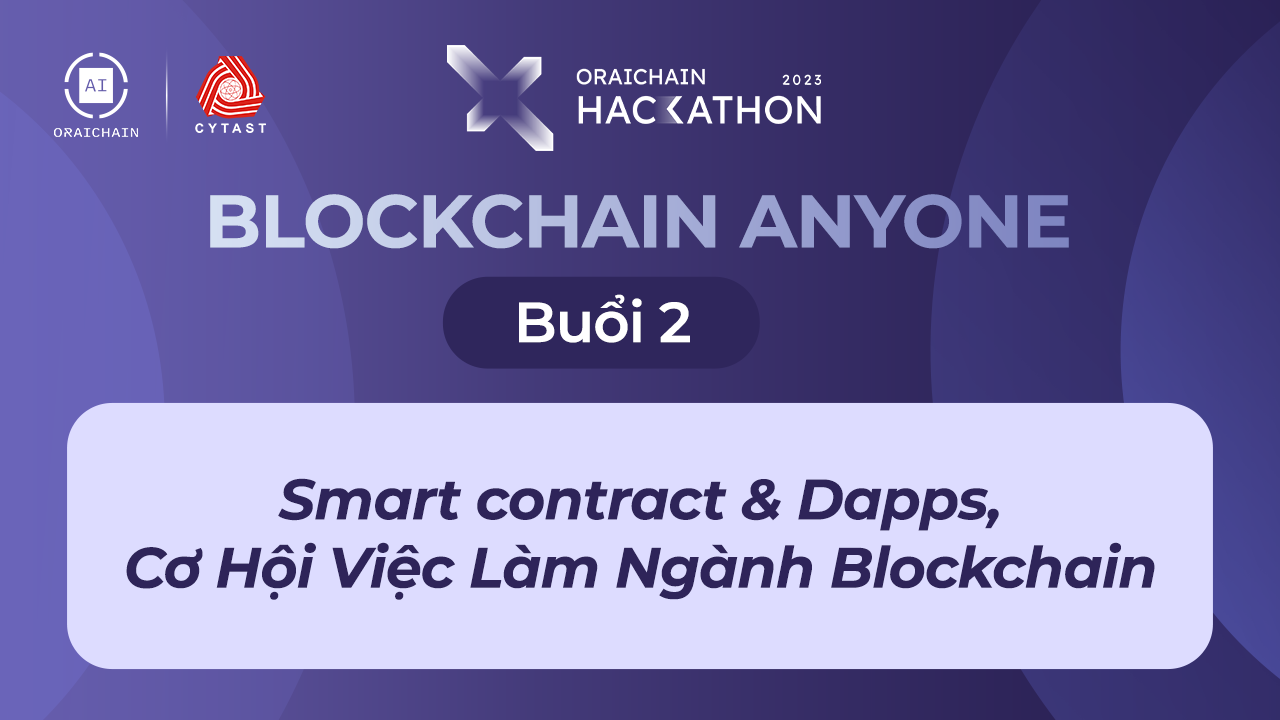 AI
ORAICHAIN
CYTAST
ORAICHAIN 2023
HACKATHON
BLOCKCHAIN ANYONE
Buổi 2
Smart contract & Dapps,
Cơ Hội Việc Làm Ngành Blockchain